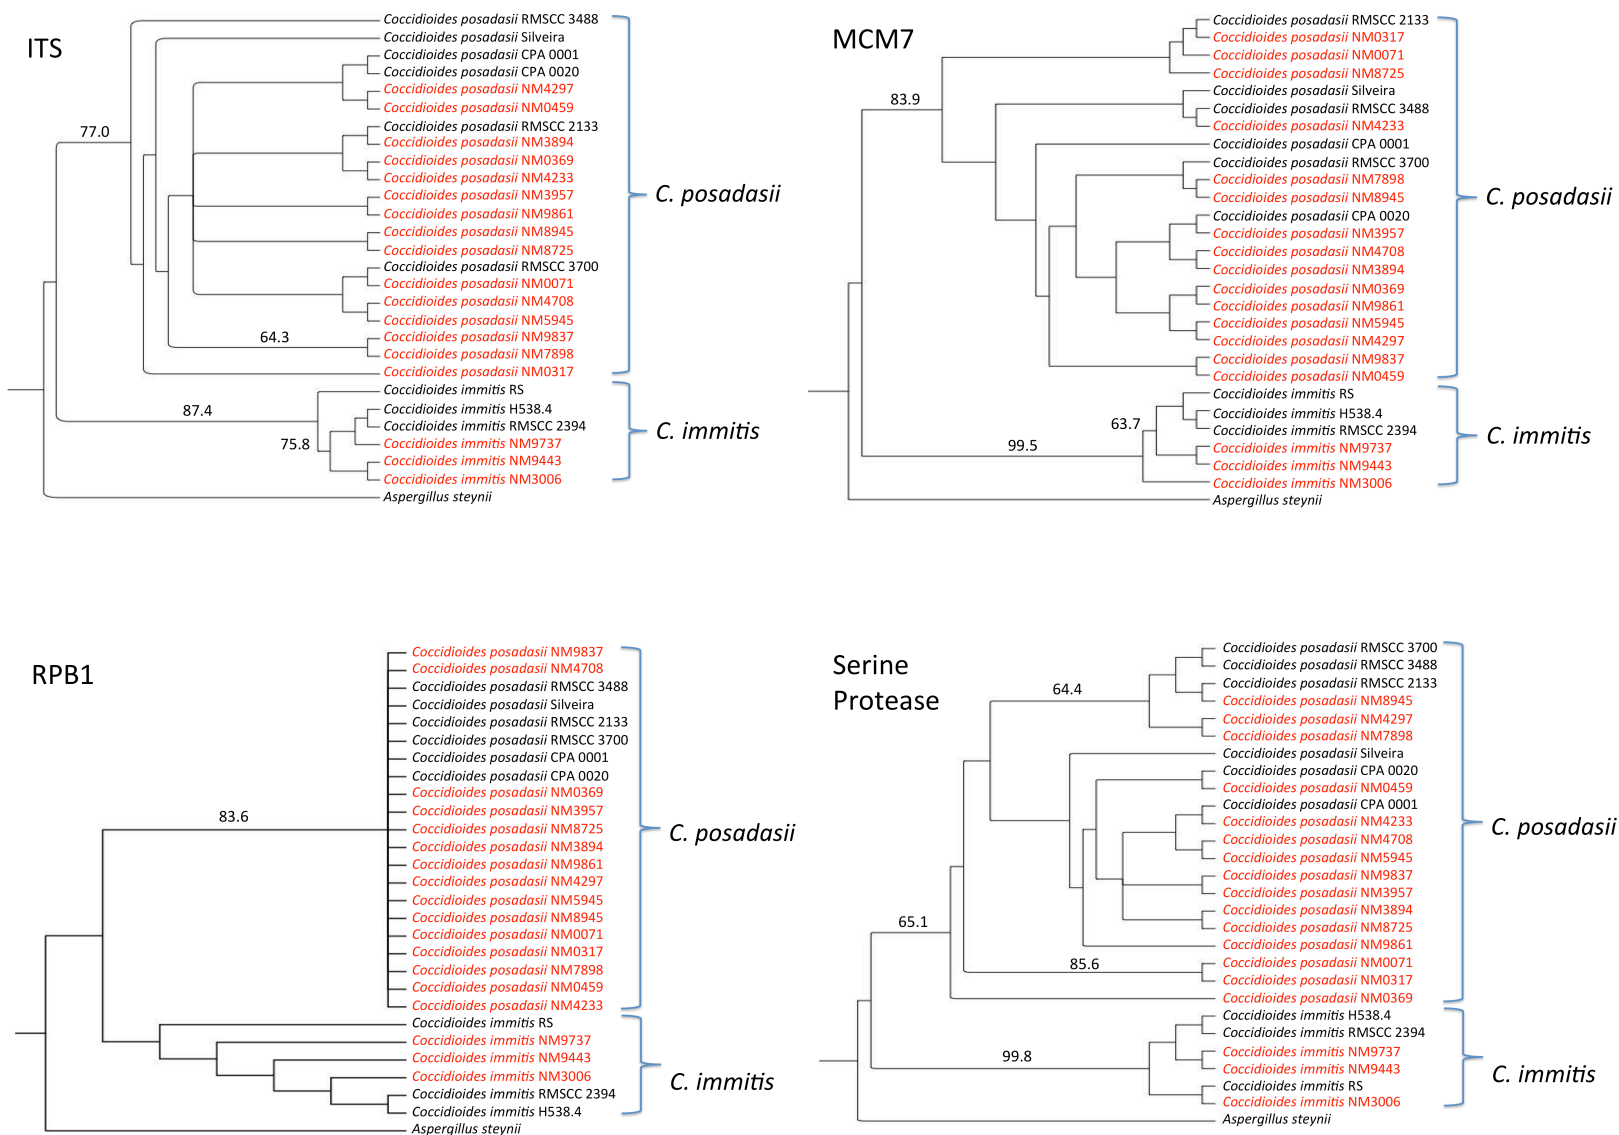 ITS
Coccidioides posadasii RMSCC 3488
Coccidioides posadasii Silveira
Coccidioides posadasii CPA 0001
Coccidioides posadasii CPA 0020
Coccidioides posadasii NM4297
Coccidioides posadasii NM0459
Coccidioides posadasii RMSCC 2133
77.0
Coccidioides posadasii NM3894
Coccidioides posadasii NM0369
Coccidioides posadasii NM4233
Coccidioides posadasii NM3957
C. posadasii
Coccidioides posadasii NM9861
Coccidioides posadasii NM8945
Coccidioides posadasii NM8725
Coccidioides posadasii RMSCC 3700
Coccidioides posadasii NM0071
Coccidioides posadasii NM4708
Coccidioides posadasii NM5945
64.3
Coccidioides posadasii NM9837
Coccidioides posadasii NM7898
Coccidioides posadasii NM0317
Coccidioides immitis RS
87.4
Coccidioides immitis H538.4
Coccidioides immitis RMSCC 2394
C. immitis
75.8
Coccidioides immitis NM9737
Coccidioides immitis NM9443
Coccidioides immitis NM3006
Aspergillus steynii
MCM7
Coccidioides posadasii RMSCC 2133
Coccidioides posadasii NM0317
Coccidioides posadasii NM0071
Coccidioides posadasii NM8725
Coccidioides posadasii Silveira
83.9
Coccidioides posadasii RMSCC 3488
Coccidioides posadasii NM4233
Coccidioides posadasii CPA 0001
Coccidioides posadasii RMSCC 3700
Coccidioides posadasii NM7898
Coccidioides posadasii NM8945
C. posadasii
Coccidioides posadasii CPA 0020
Coccidioides posadasii NM3957
Coccidioides posadasii NM4708
Coccidioides posadasii NM3894
Coccidioides posadasii NM0369
Coccidioides posadasii NM9861
Coccidioides posadasii NM5945
Coccidioides posadasii NM4297
Coccidioides posadasii NM9837
Coccidioides posadasii NM0459
Coccidioides immitis RS
Coccidioides immitis H538.4
63.7
Coccidioides immitis RMSCC 2394
C. immitis
99.5
Coccidioides immitis NM9737
Coccidioides immitis NM9443
Coccidioides immitis NM3006
Aspergillus steynii
RPB1
Coccidioides posadasii NM9837
Coccidioides posadasii NM4708
Coccidioides posadasii RMSCC 3488
Coccidioides posadasii Silveira
Coccidioides posadasii RMSCC 2133
Coccidioides posadasii RMSCC 3700
Coccidioides posadasii CPA 0001
Coccidioides posadasii CPA 0020
Coccidioides posadasii NM0369
Coccidioides posadasii NM3957
83.6
Coccidioides posadasii NM8725
C. posadasii
Coccidioides posadasii NM3894
Coccidioides posadasii NM9861
Coccidioides posadasii NM4297
Coccidioides posadasii NM5945
Coccidioides posadasii NM8945
Coccidioides posadasii NM0071
Coccidioides posadasii NM0317
Coccidioides posadasii NM7898
Coccidioides posadasii NM0459
Coccidioides posadasii NM4233
Coccidioides immitis RS
Coccidioides immitis NM9737
Coccidioides immitis NM9443
Coccidioides immitis NM3006
C. immitis
Coccidioides immitis RMSCC 2394
Coccidioides immitis H538.4
Aspergillus steynii
Serine
Protease
Coccidioides posadasii RMSCC 3700
Coccidioides posadasii RMSCC 3488
Coccidioides posadasii RMSCC 2133
64.4
Coccidioides posadasii NM8945
Coccidioides posadasii NM4297
Coccidioides posadasii NM7898
Coccidioides posadasii Silveira
Coccidioides posadasii CPA 0020
Coccidioides posadasii NM0459
Coccidioides posadasii CPA 0001
Coccidioides posadasii NM4233
C. posadasii
Coccidioides posadasii NM4708
Coccidioides posadasii NM5945
Coccidioides posadasii NM9837
Coccidioides posadasii NM3957
Coccidioides posadasii NM3894
65.1
Coccidioides posadasii NM8725
Coccidioides posadasii NM9861
85.6
Coccidioides posadasii NM0071
Coccidioides posadasii NM0317
Coccidioides posadasii NM0369
Coccidioides immitis H538.4
Coccidioides immitis RMSCC 2394
99.8
Coccidioides immitis NM9737
Coccidioides immitis NM9443
C. immitis
Coccidioides immitis RS
Coccidioides immitis NM3006
Aspergillus steynii